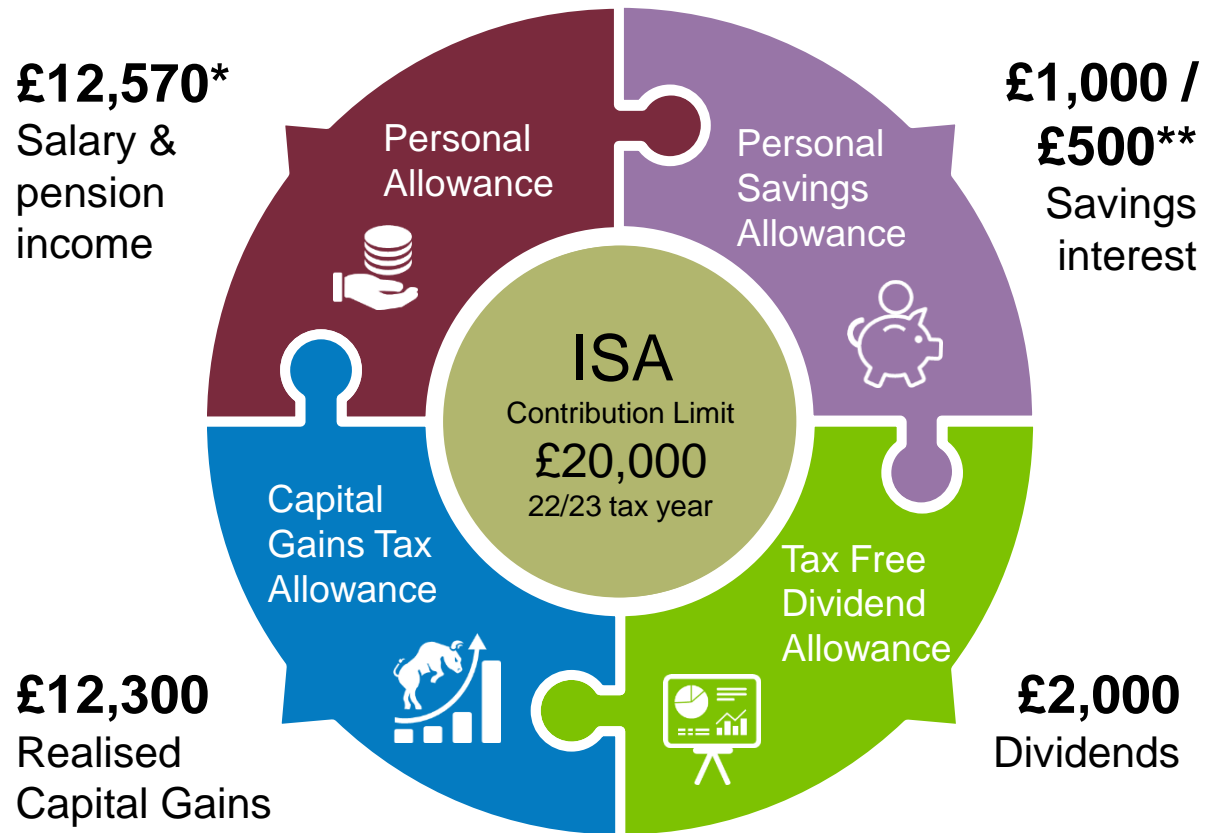 £12,570*
Salary &
pension
income
Personal
Allowance
Personal
Savings
Allowance
£1,000 /
£500**
Savings
interest
ISA
Contribution Limit
£20,000
22/23 tax year
Capital
Gains Tax
Allowance
Tax Free
Dividend
Allowance
£12,300
Realised
Capital Gains
£2,000
Dividends